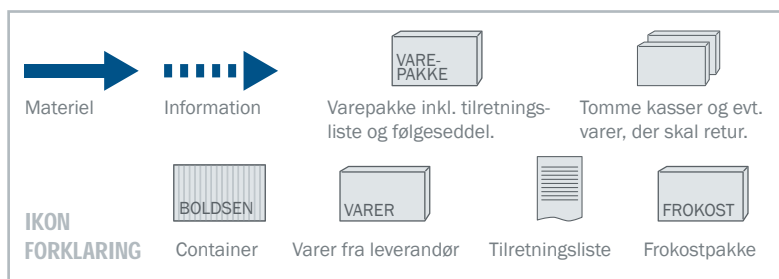 VARE-
PAKKE
Materiel
Information
Varepakke inkl. tilretnings-
liste og følgeseddel.
Tomme kasser og evt.
varer, der skal retur.
BOLDSEN
VARER
FROKOST
IKON
FORKLARING
Container
Varer fra leverandør
Tilretningsliste
Frokostpakke